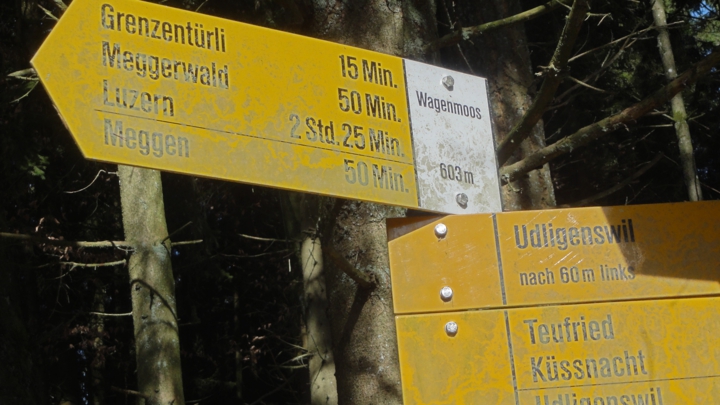 Grenzentürli 15 Min.
Meggerwald 50 Min.
Luzern 2 Std. 25 Min.
Meggen 50 Min.
Wagenmoos
603 m
Udligenswil
nach 60 m links
Teufried
Küssnacht
Udligenswil